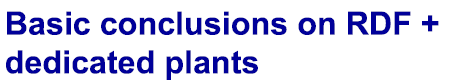 Basic conclusions on RDF +
dedicated plants